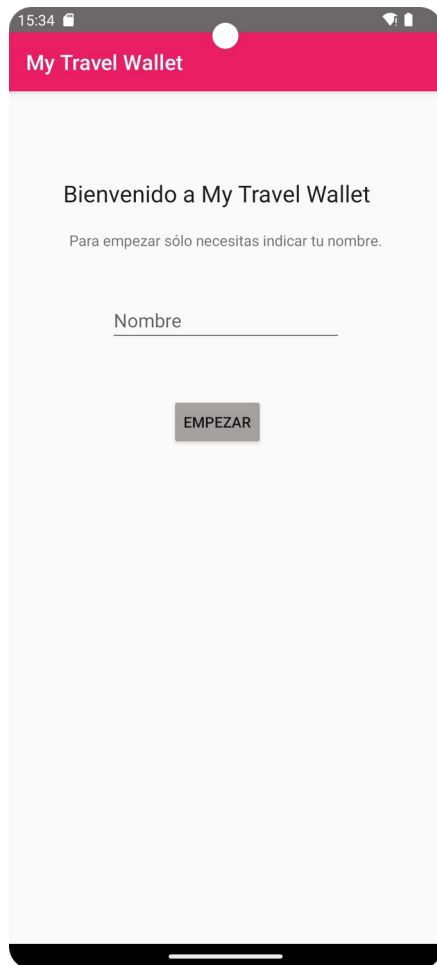 15:34
My Travel Wallet
Bienvenido a My Travel Wallet
Para empezar sólo necesitas indicar tu nombre.
Nombre
EMPEZAR